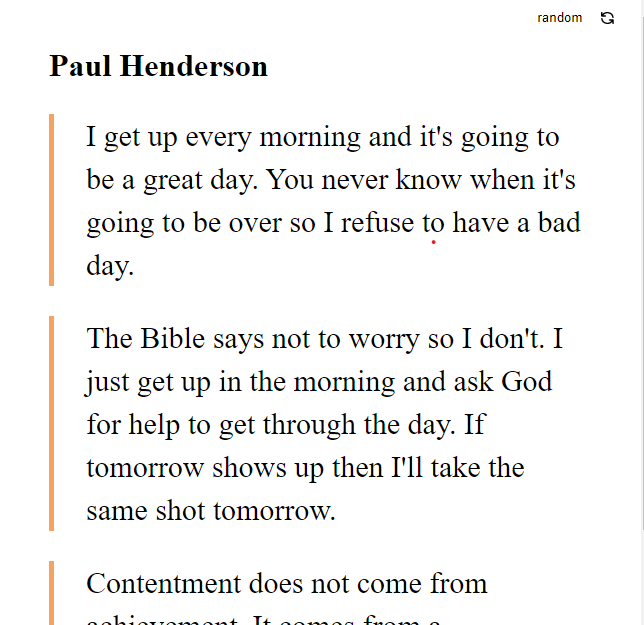 random
Paul Henderson
I get up every morning and it's going to
be a great day. You never know when it's
going to be over so I refuse to have a bad
day.
The Bible says not to worry so I don't. I
just get up in the morning and ask God
for help to get through the day. If
tomorrow shows up then I'll take the
same shot tomorrow.
Contentment does not come from
achievement. It comes from a